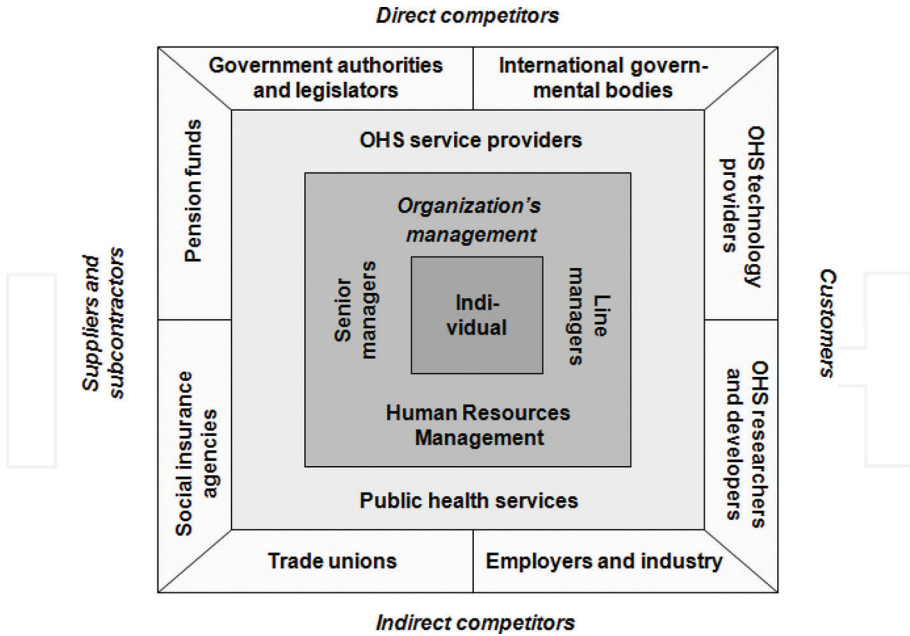 Direct competitors
Government authorities
and legislators
International govern-
mental bodies
Pension funds
OHS service providers
OHS technology
providers
Organization's
management
Suppliers and
subcontractors
Senior
managers
Indi-
vidual
Line
managers
Customers
Human Resources
Management
Social insurance
agencies
OHS researchers
and developers
Public health services
Trade unions
Employers and industry
Indirect competitors